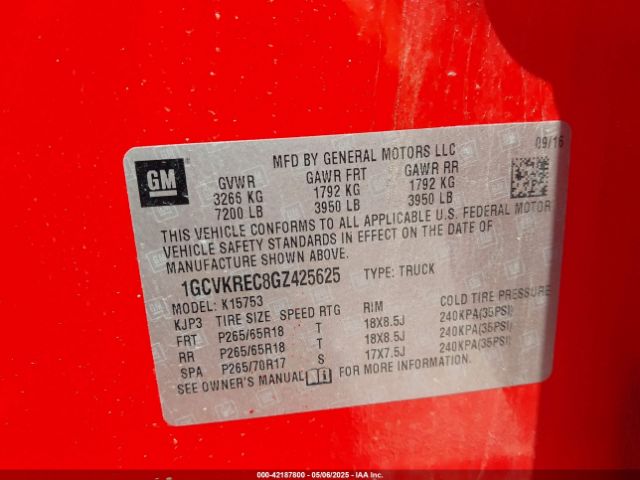 MFD BY GENERAL MOTORS LLC 09/16
GM GVWR GAWR FRT GAWR RR
3266 KG 1792 KG 1792 KG
7200 LB 3950 LB 3950 LB
THIS VEHICLE CONFORMS TO ALL APPLICABLE U.S. FEDERAL MOTOR
VEHICLE SAFETY STANDARDS IN EFFECT ON THE DATE OF
MANUFACTURE SHOWN ABOVE.
1GCVKREC8GZ425625 TYPE: TRUCK
MODEL: K15753
KJP3 TIRE SIZE SPEED RTG RIM COLD TIRE PRESSURE
FRT P265/65R18 T 18X8.5J 240KPA(35PSI)
RR P265/65R18 T 18X8.5J 240KPA(35PSI)
SPA P265/70R17 S 17X7.5J 240KPA(35PSI)
SEE OWNER'S MANUAL FOR MORE INFORMATION.
000-42187800 - 05/06/2025 - IAA Inc.